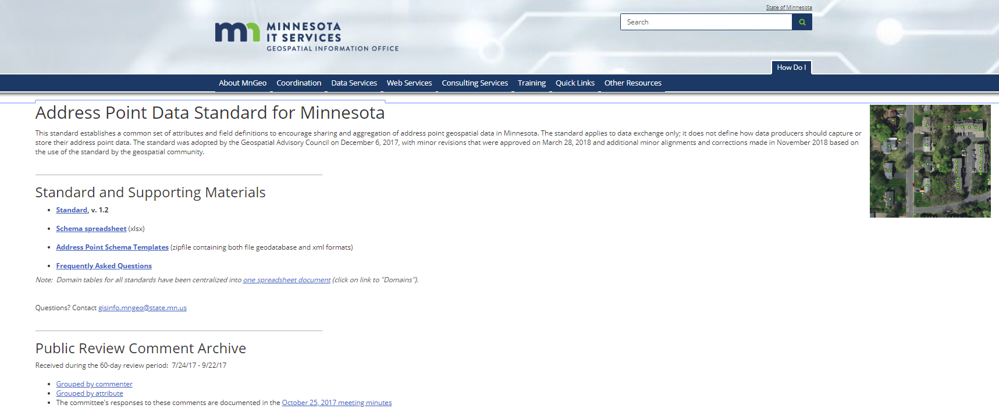 State of Minnesota
Search
MINNESOTA
IT SERVICES
GEOSPATIAL INFORMATION OFFICE
How Do I
About MnGeo Coordination Data Services Web Services Consulting Services Training Quick Links Other Resources
Address Point Data Standard for Minnesota
This standard establishes a common set of attributes and field definitions to encourage sharing and aggregation of address point geospatial data in Minnesota. The standard applies to data exchange only; it does not define how data producers should capture or
store their address point data. The standard was adopted by the Geospatial Advisory Council on December 6, 2017, with minor revisions that were approved on March 28, 2018 and additional minor alignments and corrections made in November 2018 based on
the use of the standard by the geospatial community.
Standard and Supporting Materials
• Standard, v. 1.2
• Schema spreadsheet (xlsx)
• Address Point Schema Templates (zipfile containing both file geodatabase and xml formats)
• Frequently Asked Questions
Note: Domain tables for all standards have been centralized into one spreadsheet document (click on link to "Domains").
Questions? Contact gisinfo.mngeo@state.mn.us
Public Review Comment Archive
Received during the 60-day review period: 7/24/17 - 9/22/17
• Grouped by commenter
• Grouped by attribute
• The committee's responses to these comments are documented in the October 25, 2017 meeting minutes